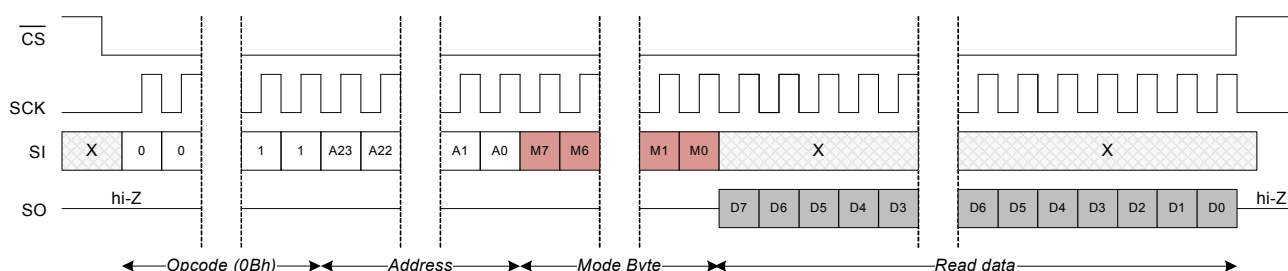 CS
SCK
SI X 0 0 1 1 A23 A22 A1 A0 M7 M6 M1 M0 X X
SO hi-Z D7 D6 D5 D4 D3 D6 D5 D4 D3 D2 D1 D0 hi-Z
Opcode (0Bh) Address Mode Byte Read data